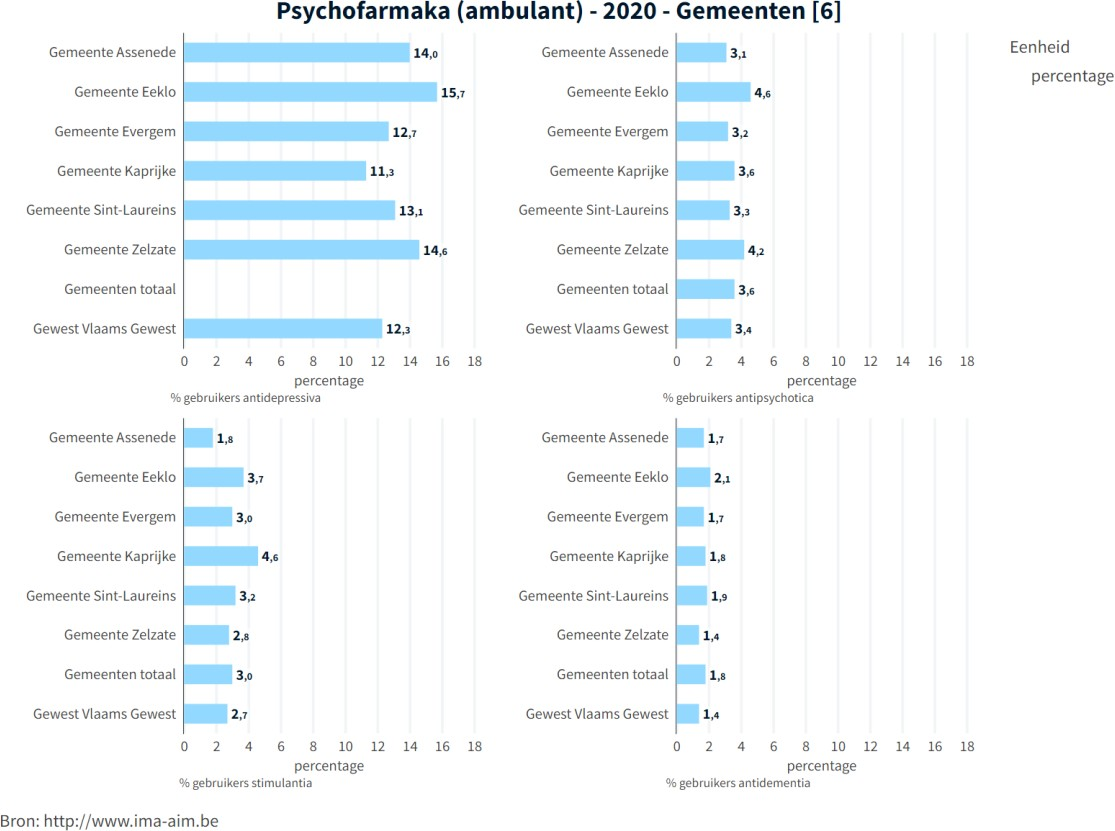 Psychofarmaka (ambulant) - 2020 - Gemeenten [6]
Gemeente Assenede 14,0
Gemeente Eeklo 15,7
Gemeente Evergem 12,7
Gemeente Kaprijke 11,3
Gemeente Sint-Laureins 13,1
Gemeente Zelzate 14,6
Gemeenten totaal
Gewest Vlaams Gewest 12,3
0 2 4 6 8 10 12 14 16 18
percentage
% gebruikers antidepressiva
Gemeente Assenede 3,1
Gemeente Eeklo 4,6
Gemeente Evergem 3,2
Gemeente Kaprijke 3,6
Gemeente Sint-Laureins 3,3
Gemeente Zelzate 4,2
Gemeenten totaal 3,6
Gewest Vlaams Gewest 3,4
0 2 4 6 8 10 12 14 16 18
percentage
% gebruikers antipsychotica
Eenheid
percentage
Gemeente Assenede 1,8
Gemeente Eeklo 3,7
Gemeente Evergem 3,0
Gemeente Kaprijke 4,6
Gemeente Sint-Laureins 3,2
Gemeente Zelzate 2,8
Gemeenten totaal 3,0
Gewest Vlaams Gewest 2,7
0 2 4 6 8 10 12 14 16 18
percentage
% gebruikers stimulantia
Gemeente Assenede 1,7
Gemeente Eeklo 2,1
Gemeente Evergem 1,7
Gemeente Kaprijke 1,8
Gemeente Sint-Laureins 1,9
Gemeente Zelzate 1,4
Gemeenten totaal 1,8
Gewest Vlaams Gewest 1,4
0 2 4 6 8 10 12 14 16 18
percentage
% gebruikers antidementia
Bron: http://www.ima-aim.be